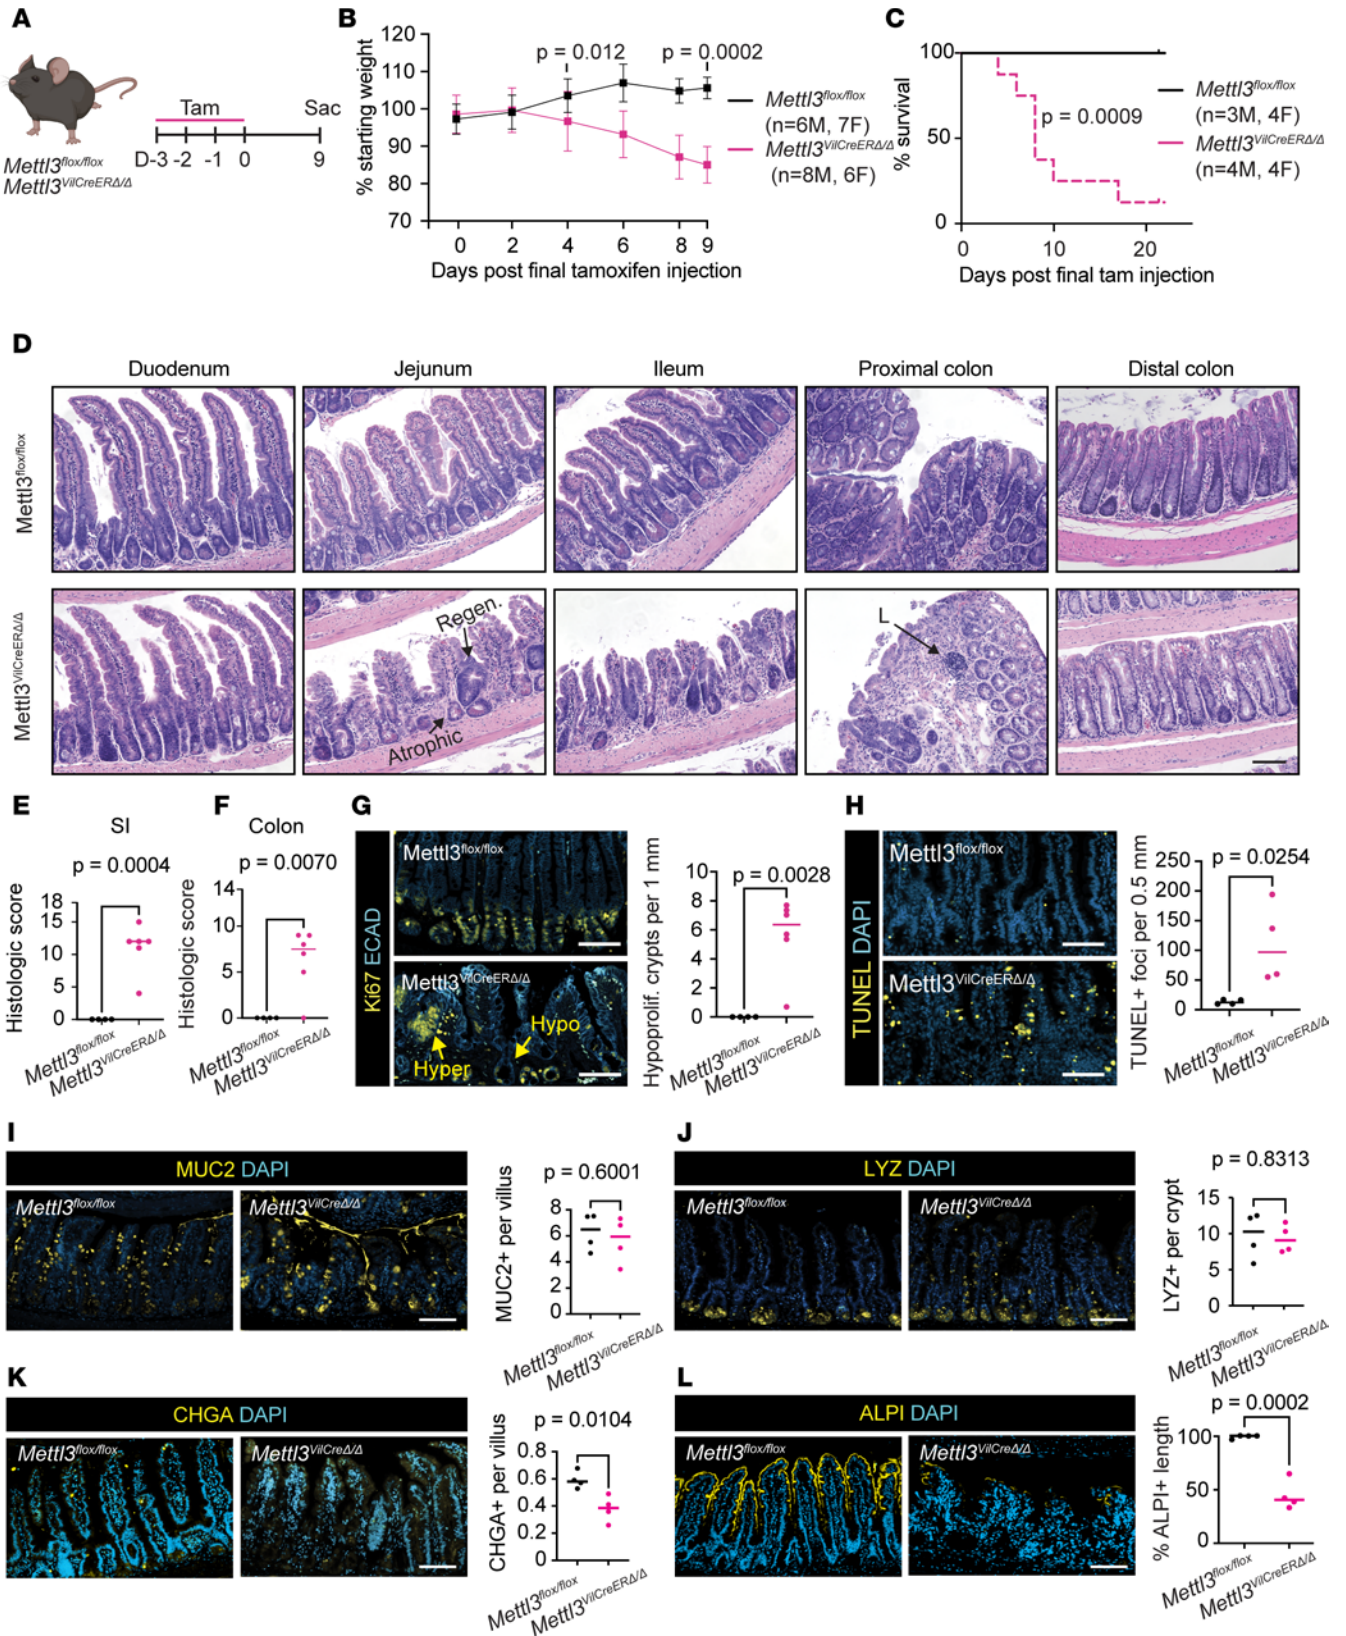 A
Tam
Sac
D-3 -2 -1 0 9
Mettl3flox/flox
Mettl3VilCreERΔ/Δ
B
p = 0.012
p = 0.0002
% starting weight
120
110
100
90
80
70
0 2 4 6 8 9
Days post final tamoxifen injection
Mettl3flox/flox
(n=6M, 7F)
Mettl3VilCreERΔ/Δ
(n=8M, 6F)
C
% survival
100
50
0
p = 0.0009
0 10 20
Days post final tam injection
Mettl3flox/flox
(n=3M, 4F)
Mettl3VilCreERΔ/Δ
(n=4M, 4F)
D
Duodenum Jejunum Ileum Proximal colon Distal colon
Mettl3flox/flox
Mettl3VilCreERΔ/Δ
Regen.
Atrophic
L
E
SI
p = 0.0004
Histologic score
18
15
10
5
0
Mettl3flox/flox
Mettl3VilCreERΔ/Δ
F
Colon
p = 0.0070
Histologic score
14
10
5
0
Mettl3flox/flox
Mettl3VilCreERΔ/Δ
G
Ki67 ECAD
Mettl3flox/flox
Mettl3VilCreERΔ/Δ
Hypo
Hyper
Hypoprolif. crypts per 1 mm
p = 0.0028
10
8
6
4
2
0
Mettl3flox/flox
Mettl3VilCreERΔ/Δ
H
TUNEL DAPI
Mettl3flox/flox
Mettl3VilCreERΔ/Δ
TUNEL+ foci per 0.5 mm
p = 0.0254
250
200
150
100
50
0
Mettl3flox/flox
Mettl3VilCreERΔ/Δ
I
MUC2 DAPI
Mettl3flox/flox
Mettl3VilCreΔ/Δ
MUC2+ per villus
p = 0.6001
8
6
4
2
0
Mettl3flox/flox
Mettl3VilCreERΔ/Δ
J
LYZ DAPI
Mettl3flox/flox
Mettl3VilCreΔ/Δ
LYZ+ per crypt
p = 0.8313
15
10
5
0
Mettl3flox/flox
Mettl3VilCreERΔ/Δ
K
CHGA DAPI
Mettl3flox/flox
Mettl3VilCreΔ/Δ
CHGA+ per villus
p = 0.0104
0.8
0.6
0.4
0.2
0
Mettl3flox/flox
Mettl3VilCreERΔ/Δ
L
ALPI DAPI
Mettl3flox/flox
Mettl3VilCreΔ/Δ
% ALPI+ length
p = 0.0002
100
50
0
Mettl3flox/flox
Mettl3VilCreERΔ/Δ